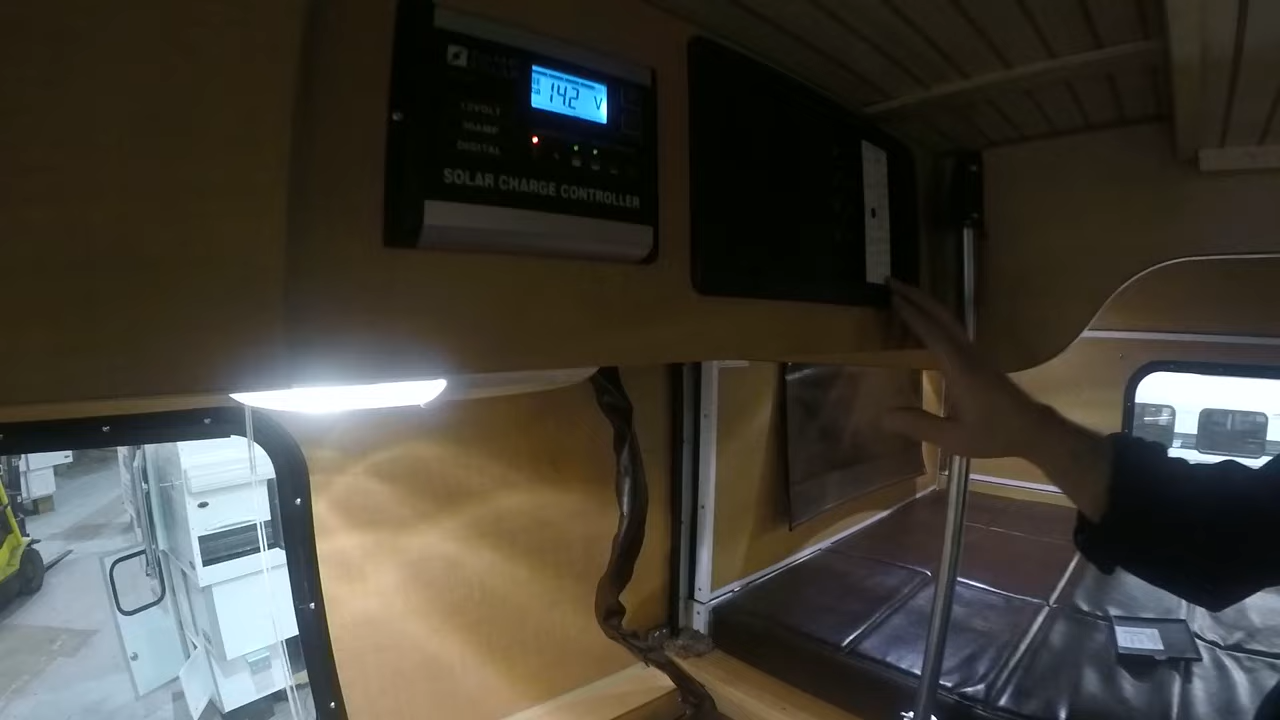 14.2 V
12VOLT
30AMP
DIGITAL
SOLAR CHARGE CONTROLLER